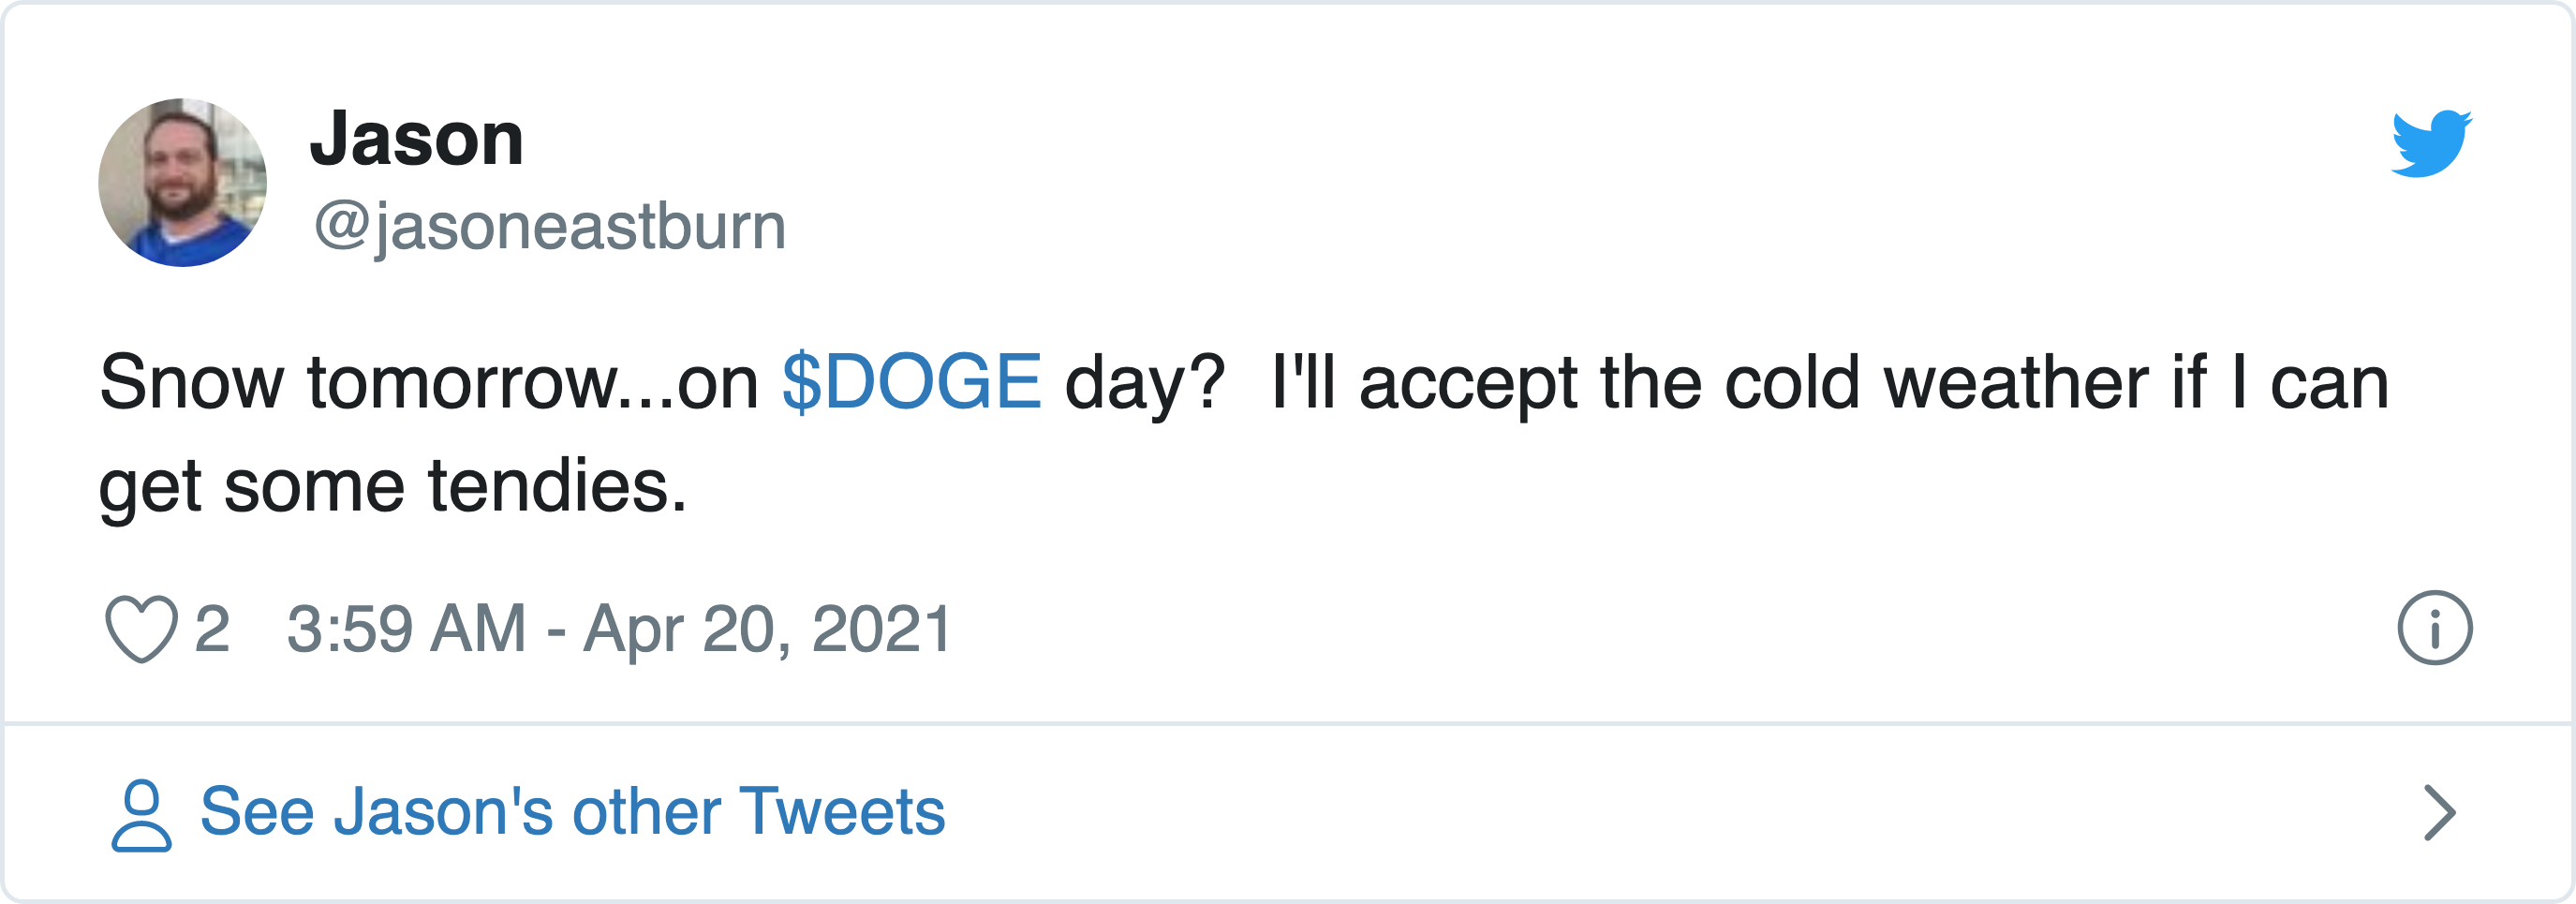 Jason
@jasoneastburn
Snow tomorrow...on $DOGE day?  I'll accept the cold weather if I can
get some tendies.
2 3:59 AM - Apr 20, 2021
See Jason's other Tweets